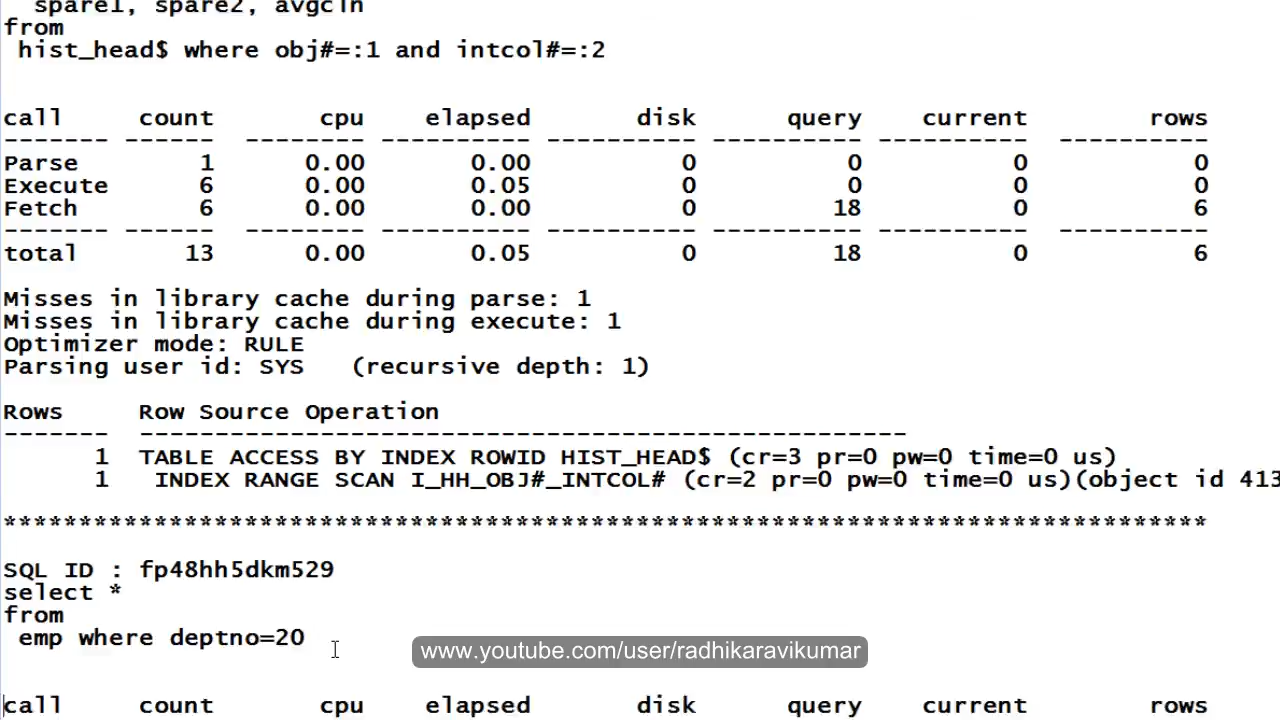 spare1, spare2, avgcln
from
hist_head$ where obj#=:1 and intcol#=:2
call count cpu elapsed disk query current rows
------- ------ -------- ---------- ---------- ---------- ---------- ----------
Parse 1 0.00 0.00 0 0 0 0
Execute 6 0.00 0.05 0 0 0 0
Fetch 6 0.00 0.00 0 18 0 6
------- ------ -------- ---------- ---------- ---------- ---------- ----------
total 13 0.00 0.05 0 18 0 6
Misses in library cache during parse: 1
Misses in library cache during execute: 1
Optimizer mode: RULE
Parsing user id: SYS (recursive depth: 1)
Rows Row Source Operation
------- ---------------------------------------------------
1 TABLE ACCESS BY INDEX ROWID HIST_HEAD$ (cr=3 pr=0 pw=0 time=0 us)
1 INDEX RANGE SCAN I_HH_OBJ#_INTCOL# (cr=2 pr=0 pw=0 time=0 us)(object id 413
********************************************************************************
SQL ID : fp48hh5dkm529
select *
from
emp where deptno=20
www.youtube.com/user/radhikaravikumar
call count cpu elapsed disk query current rows